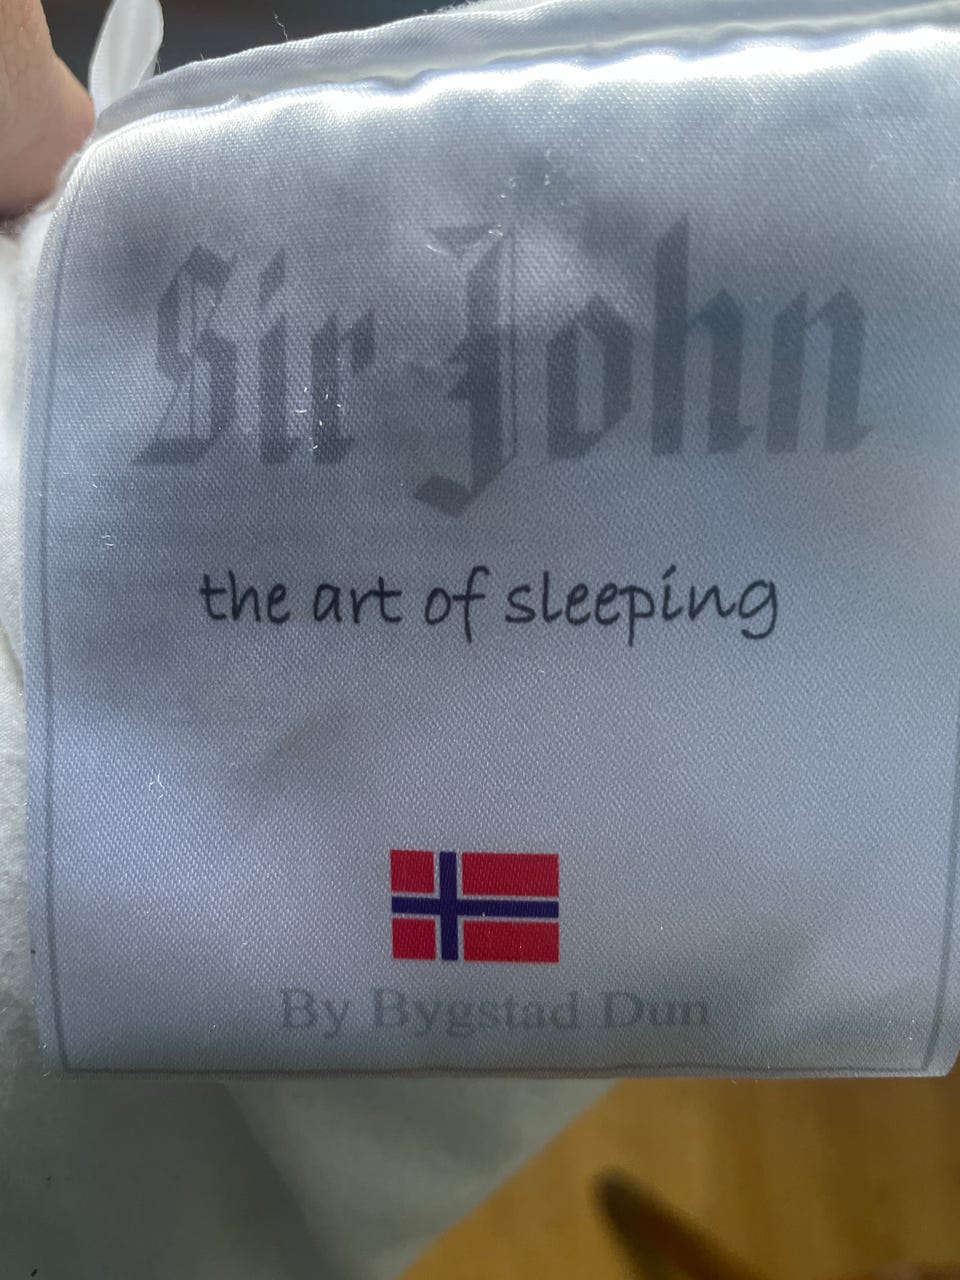 Sir John
the art of sleeping
By Bygstad Dun